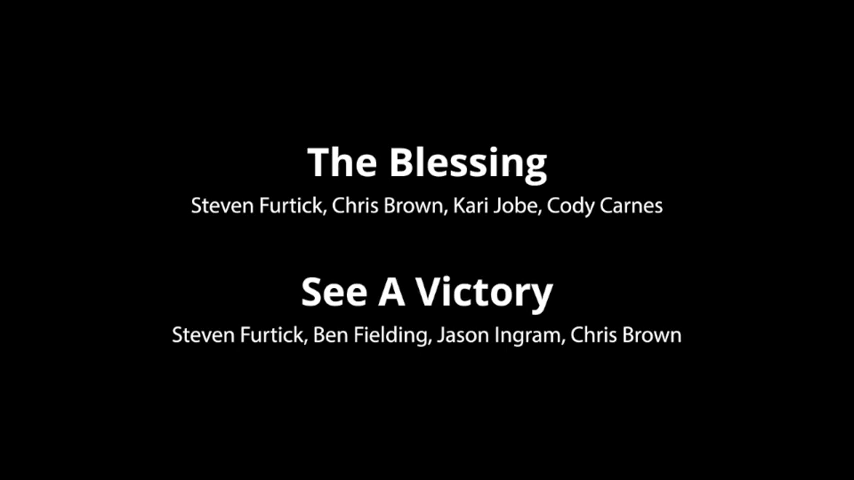 The Blessing
Steven Furtick, Chris Brown, Kari Jobe, Cody Carnes
See A Victory
Steven Furtick, Ben Fielding, Jason Ingram, Chris Brown